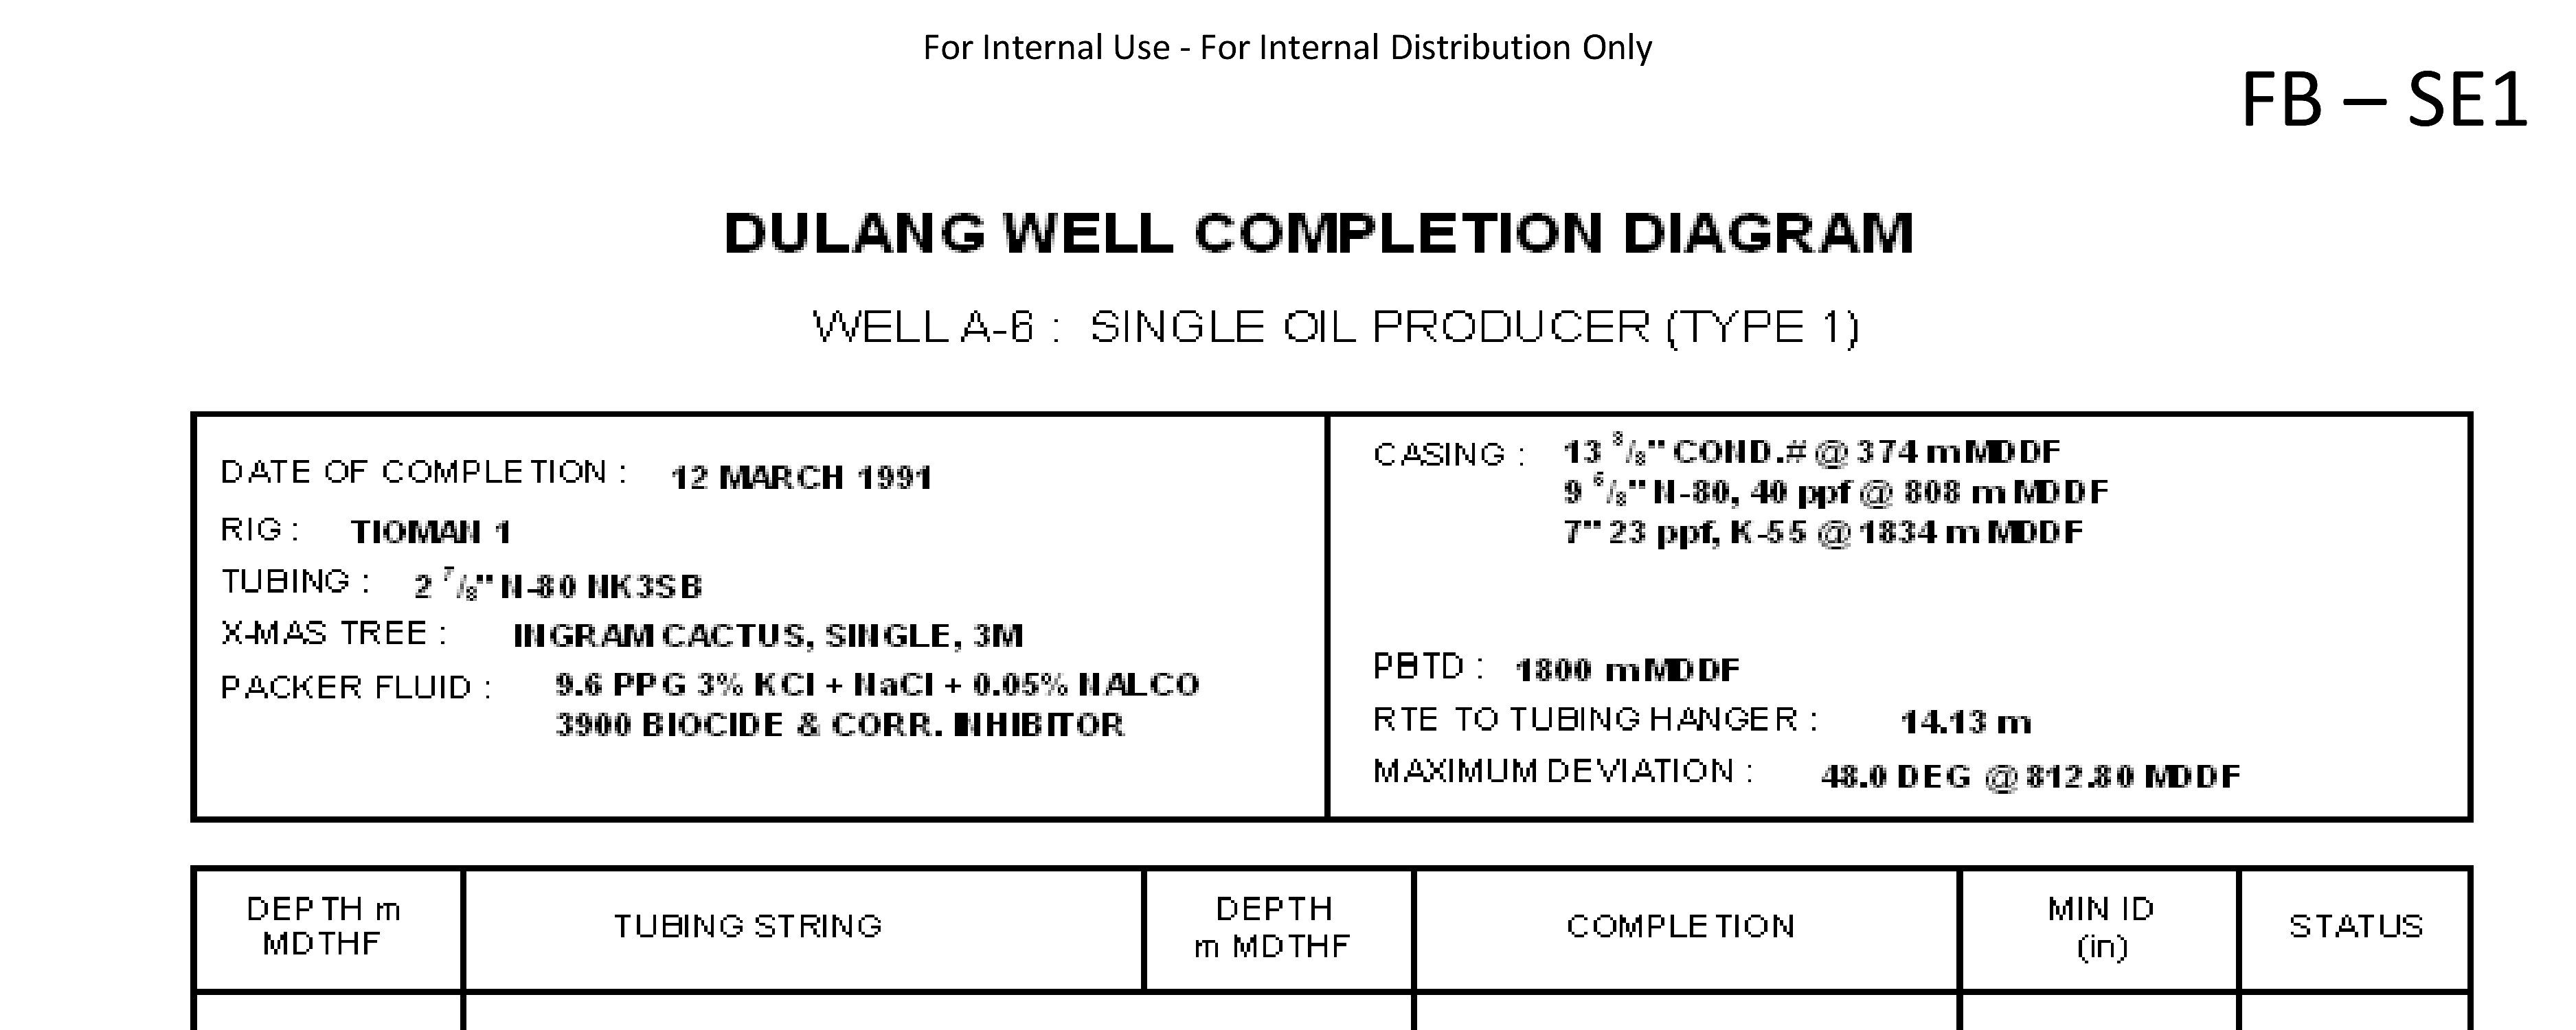 For Internal Use - For Internal Distribution Only
FB – SE1
DULANG WELL COMPLETION DIAGRAM
WELL A-6 : SINGLE OIL PRODUCER (TYPE 1)
DATE OF COMPLETION : 12 MARCH 1991
RIG : TIOMAN 1
TUBING : 2 7/8" N-80 NK3SB
X-MAS TREE : INGRAM CACTUS, SINGLE, 3M
PACKER FLUID : 9.6 PPG 3% KCl + NaCl + 0.05% NALCO
3900 BIOCIDE & CORR. INHIBITOR
CASING : 13 3/8" COND.# @ 374 m MDDF
9 5/8" N-80, 40 ppf @ 808 m MDDF
7" 23 ppf, K-55 @ 1834 m MDDF
PBTD : 1800 m MDDF
RTE TO TUBING HANGER : 14.13 m
MAXIMUM DEVIATION : 48.0 DEG @ 812.80 MDDF
DEPTH m
MDTHF
TUBING STRING
DEPTH
m MDTHF
COMPLETION
MIN ID
(in)
STATUS